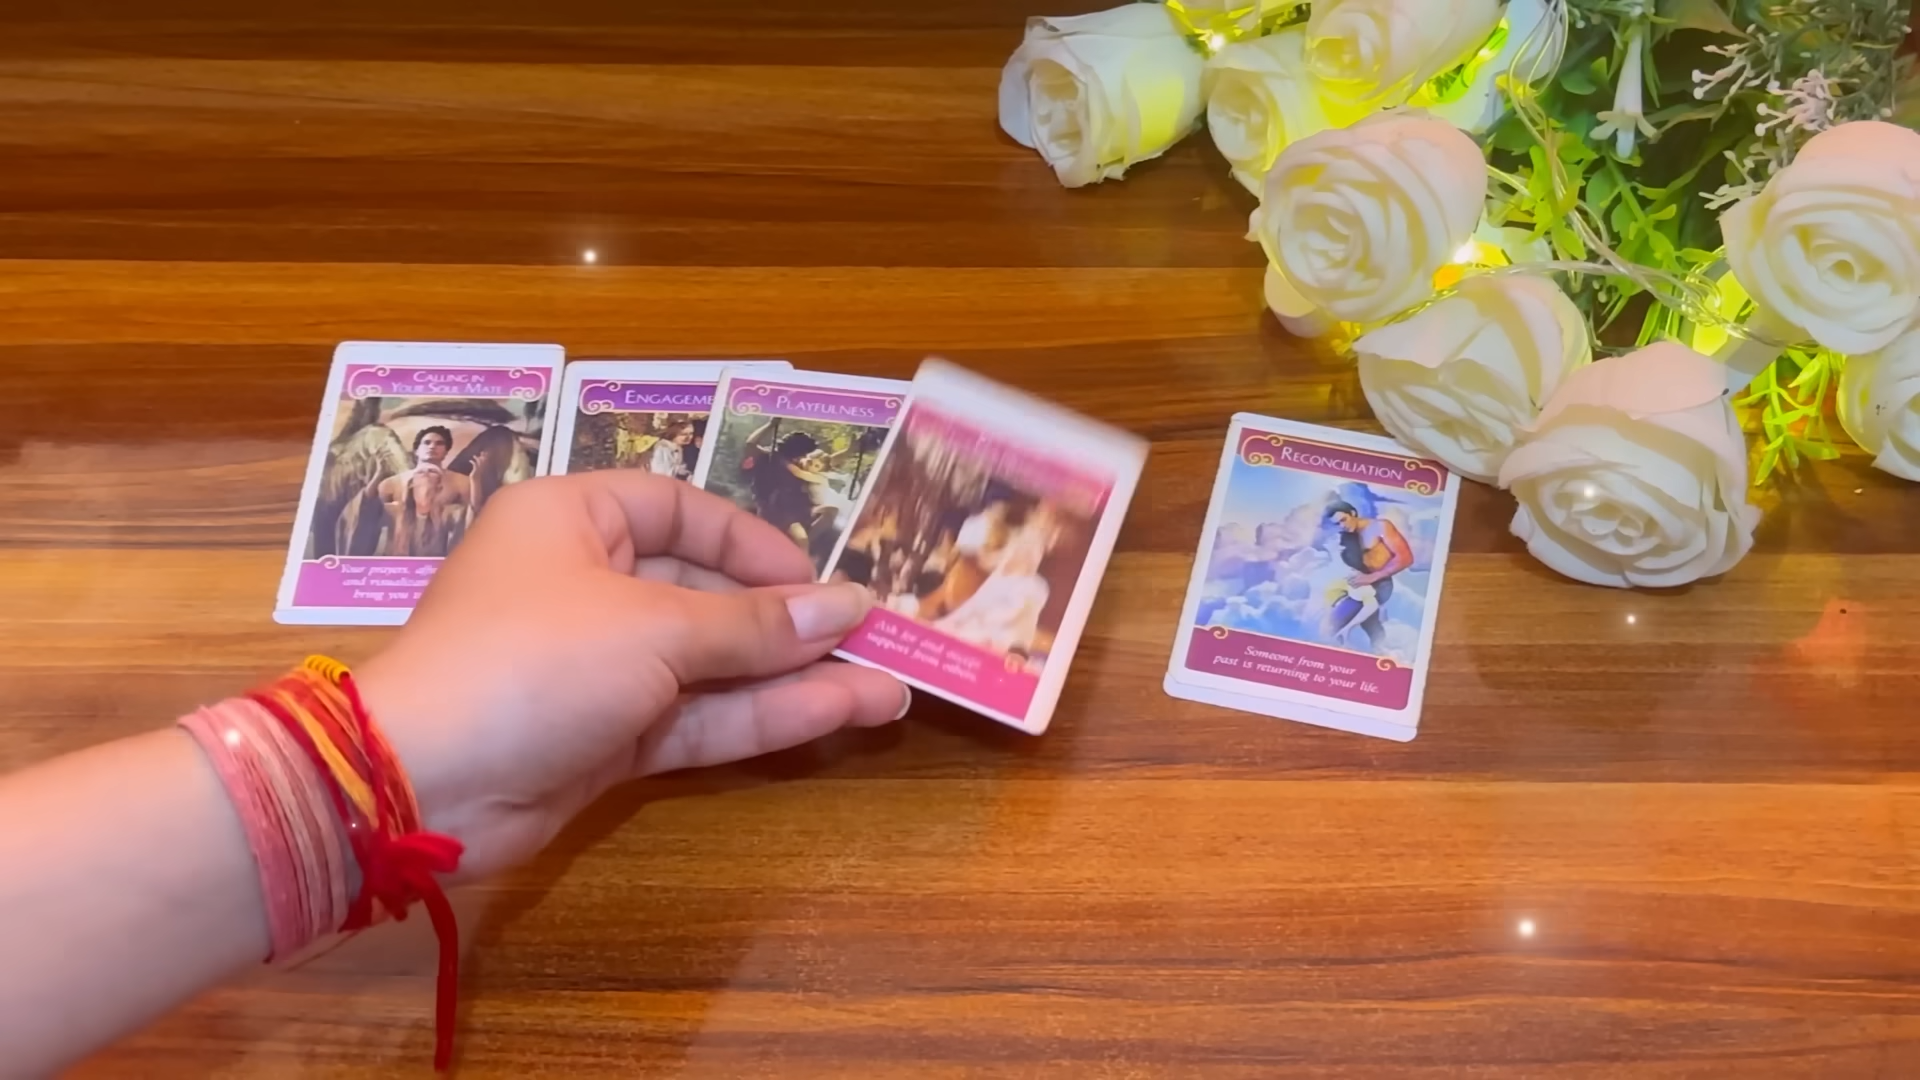 CALLING IN
YOUR SOUL MATE
Your prayers, aff
and visualizat
bring you
ENGAGEME
PLAYFULNESS
Ask for and accept
support from others.
RECONCILIATION
Someone from your
past is returning to your life.